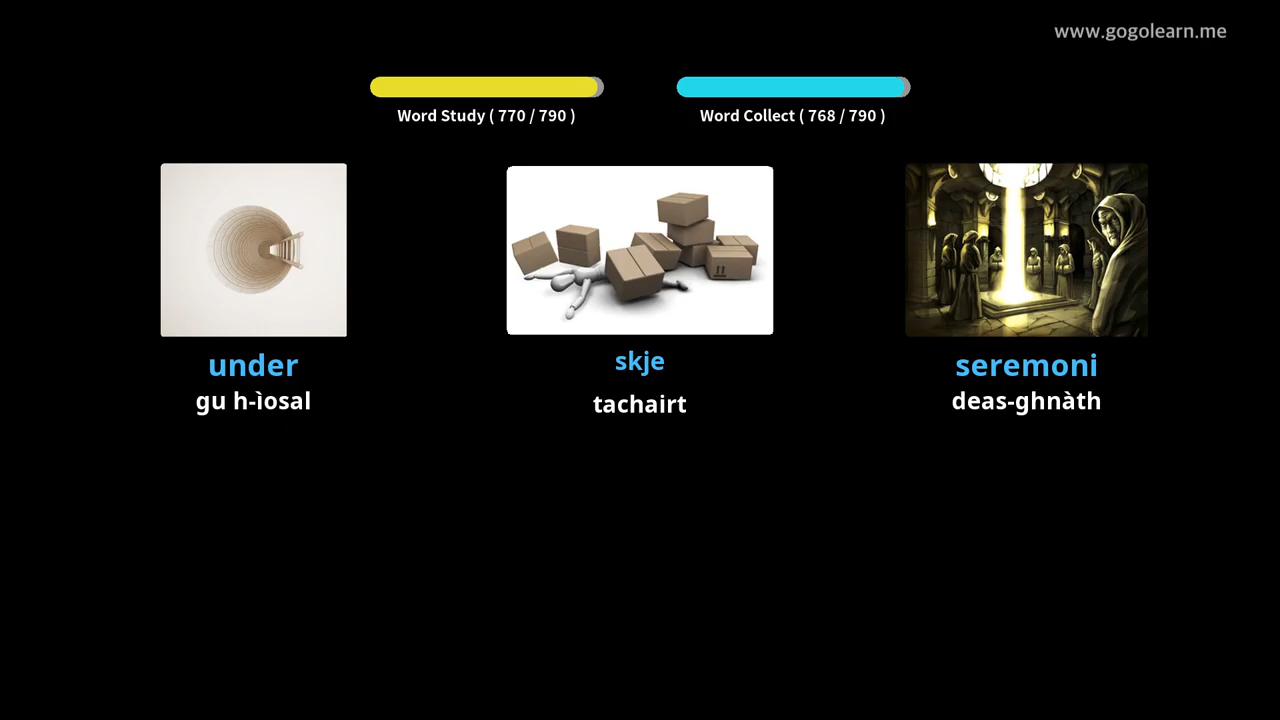 www.gogolearn.me
Word Study ( 770 / 790 )
Word Collect ( 768 / 790 )
under
gu h-ìosal
skje
tachairt
seremoni
deas-ghnàth